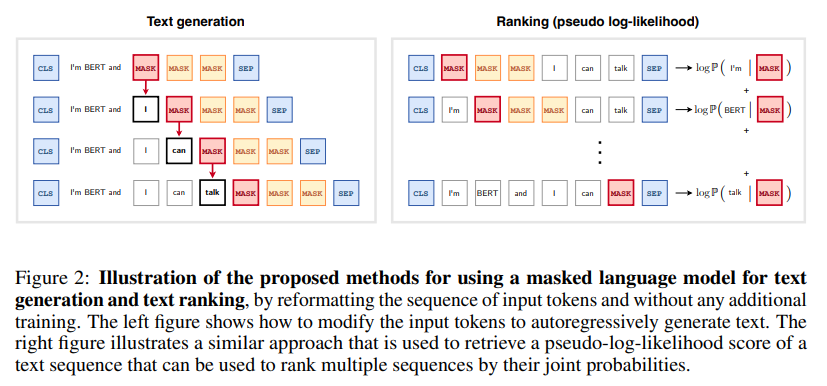 Text generation
CLS I'm BERT and MASK MASK MASK SEP
CLS I'm BERT and I MASK MASK MASK SEP
CLS I'm BERT and I can MASK MASK MASK SEP
CLS I'm BERT and I can talk MASK MASK MASK SEP
Ranking (pseudo log-likelihood)
CLS MASK MASK MASK I can talk SEP → log ℙ( I'm | MASK )
+
CLS I'm MASK MASK MASK can talk SEP → log ℙ( BERT | MASK )
+
⋮
+
CLS I'm BERT and I can MASK SEP → log ℙ( talk | MASK )
Figure 2: Illustration of the proposed methods for using a masked language model for text
generation and text ranking, by reformatting the sequence of input tokens and without any additional
training. The left figure shows how to modify the input tokens to autoregressively generate text. The
right figure illustrates a similar approach that is used to retrieve a pseudo-log-likelihood score of a
text sequence that can be used to rank multiple sequences by their joint probabilities.